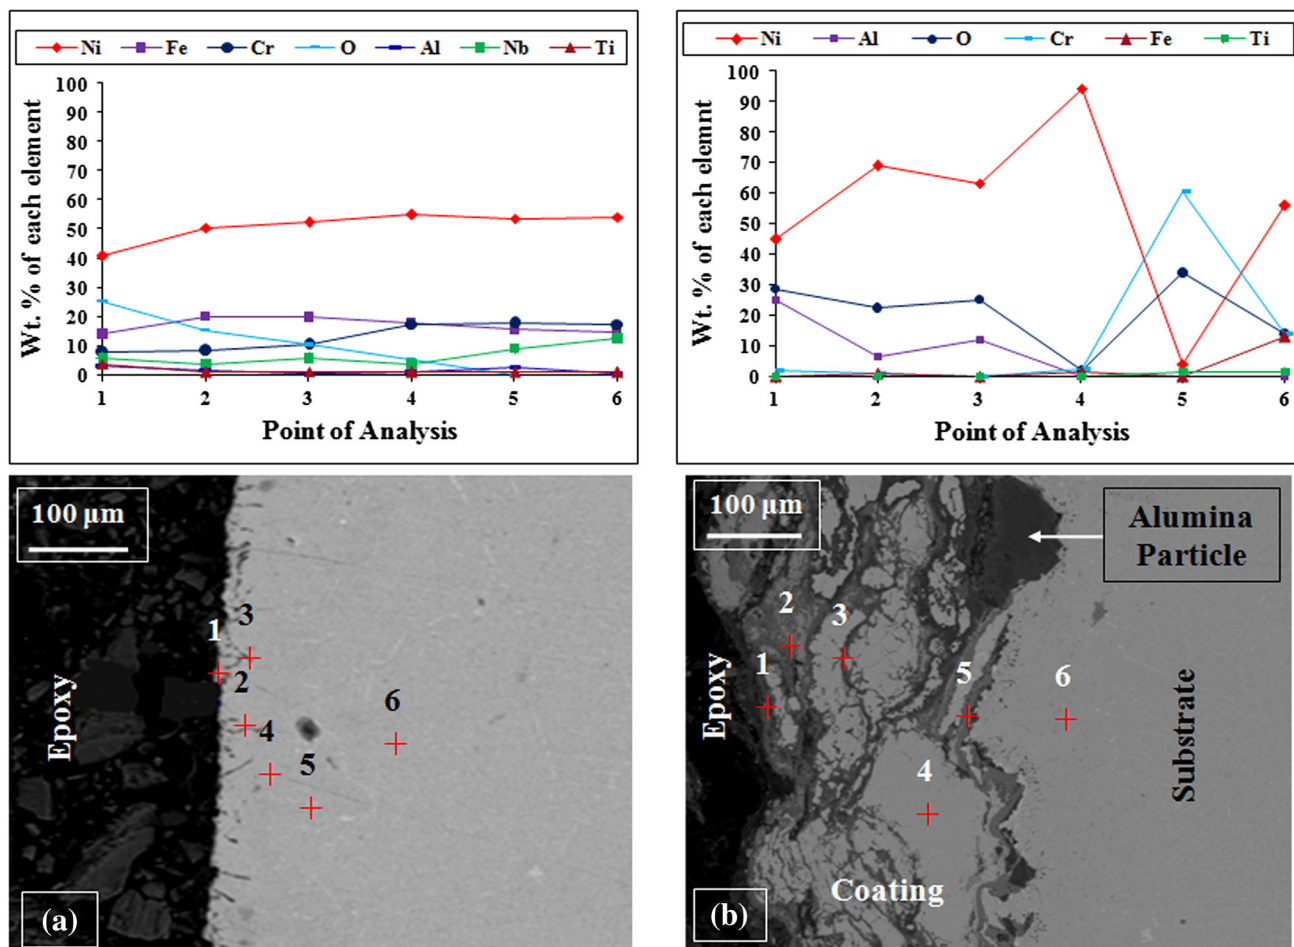 Ni Fe Cr O Al Nb Ti
Wt. % of each element
100
90
80
70
60
50
40
30
20
10
0
1 2 3 4 5 6
Point of Analysis
Ni Al O Cr Fe Ti
Wt. % of each elemnt
100
90
80
70
60
50
40
30
20
10
0
1 2 3 4 5 6
Point of Analysis
100 µm
Epoxy
1
3
2
4
5
6
(a)
100 µm
Alumina
Particle
Epoxy
2
3
1
5
6
4
Substrate
Coating
(b)